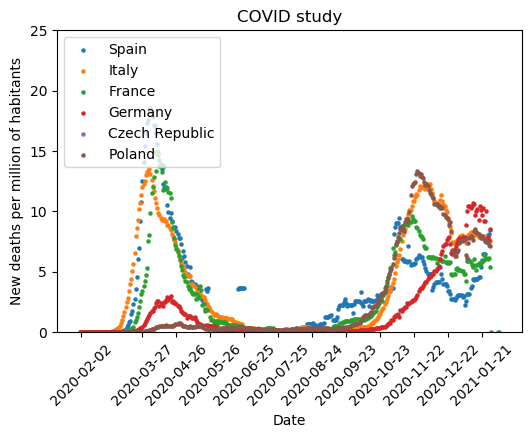 COVID study
New deaths per million of habitants
25
20
15
10
5
0
Spain
Italy
France
Germany
Czech Republic
Poland
2020-02-02
2020-03-27
2020-04-26
2020-05-26
2020-06-25
2020-07-25
2020-08-24
2020-09-23
2020-10-23
2020-11-22
2020-12-22
2021-01-21
Date